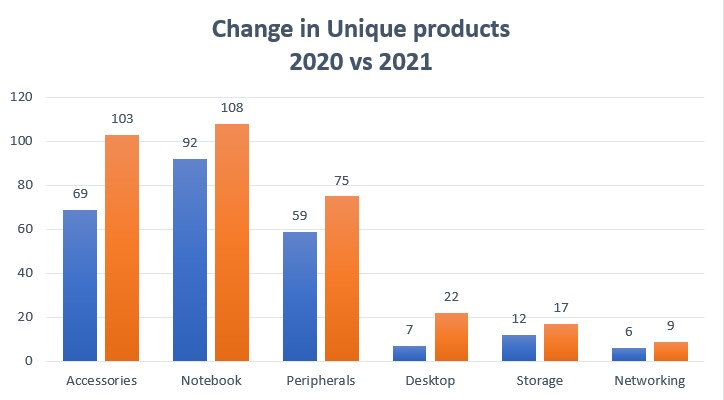 Change in Unique products
2020 vs 2021
120
100
80
60
40
20
0
69
103
92
108
59
75
7
22
12
17
6
9
Accessories
Notebook
Peripherals
Desktop
Storage
Networking